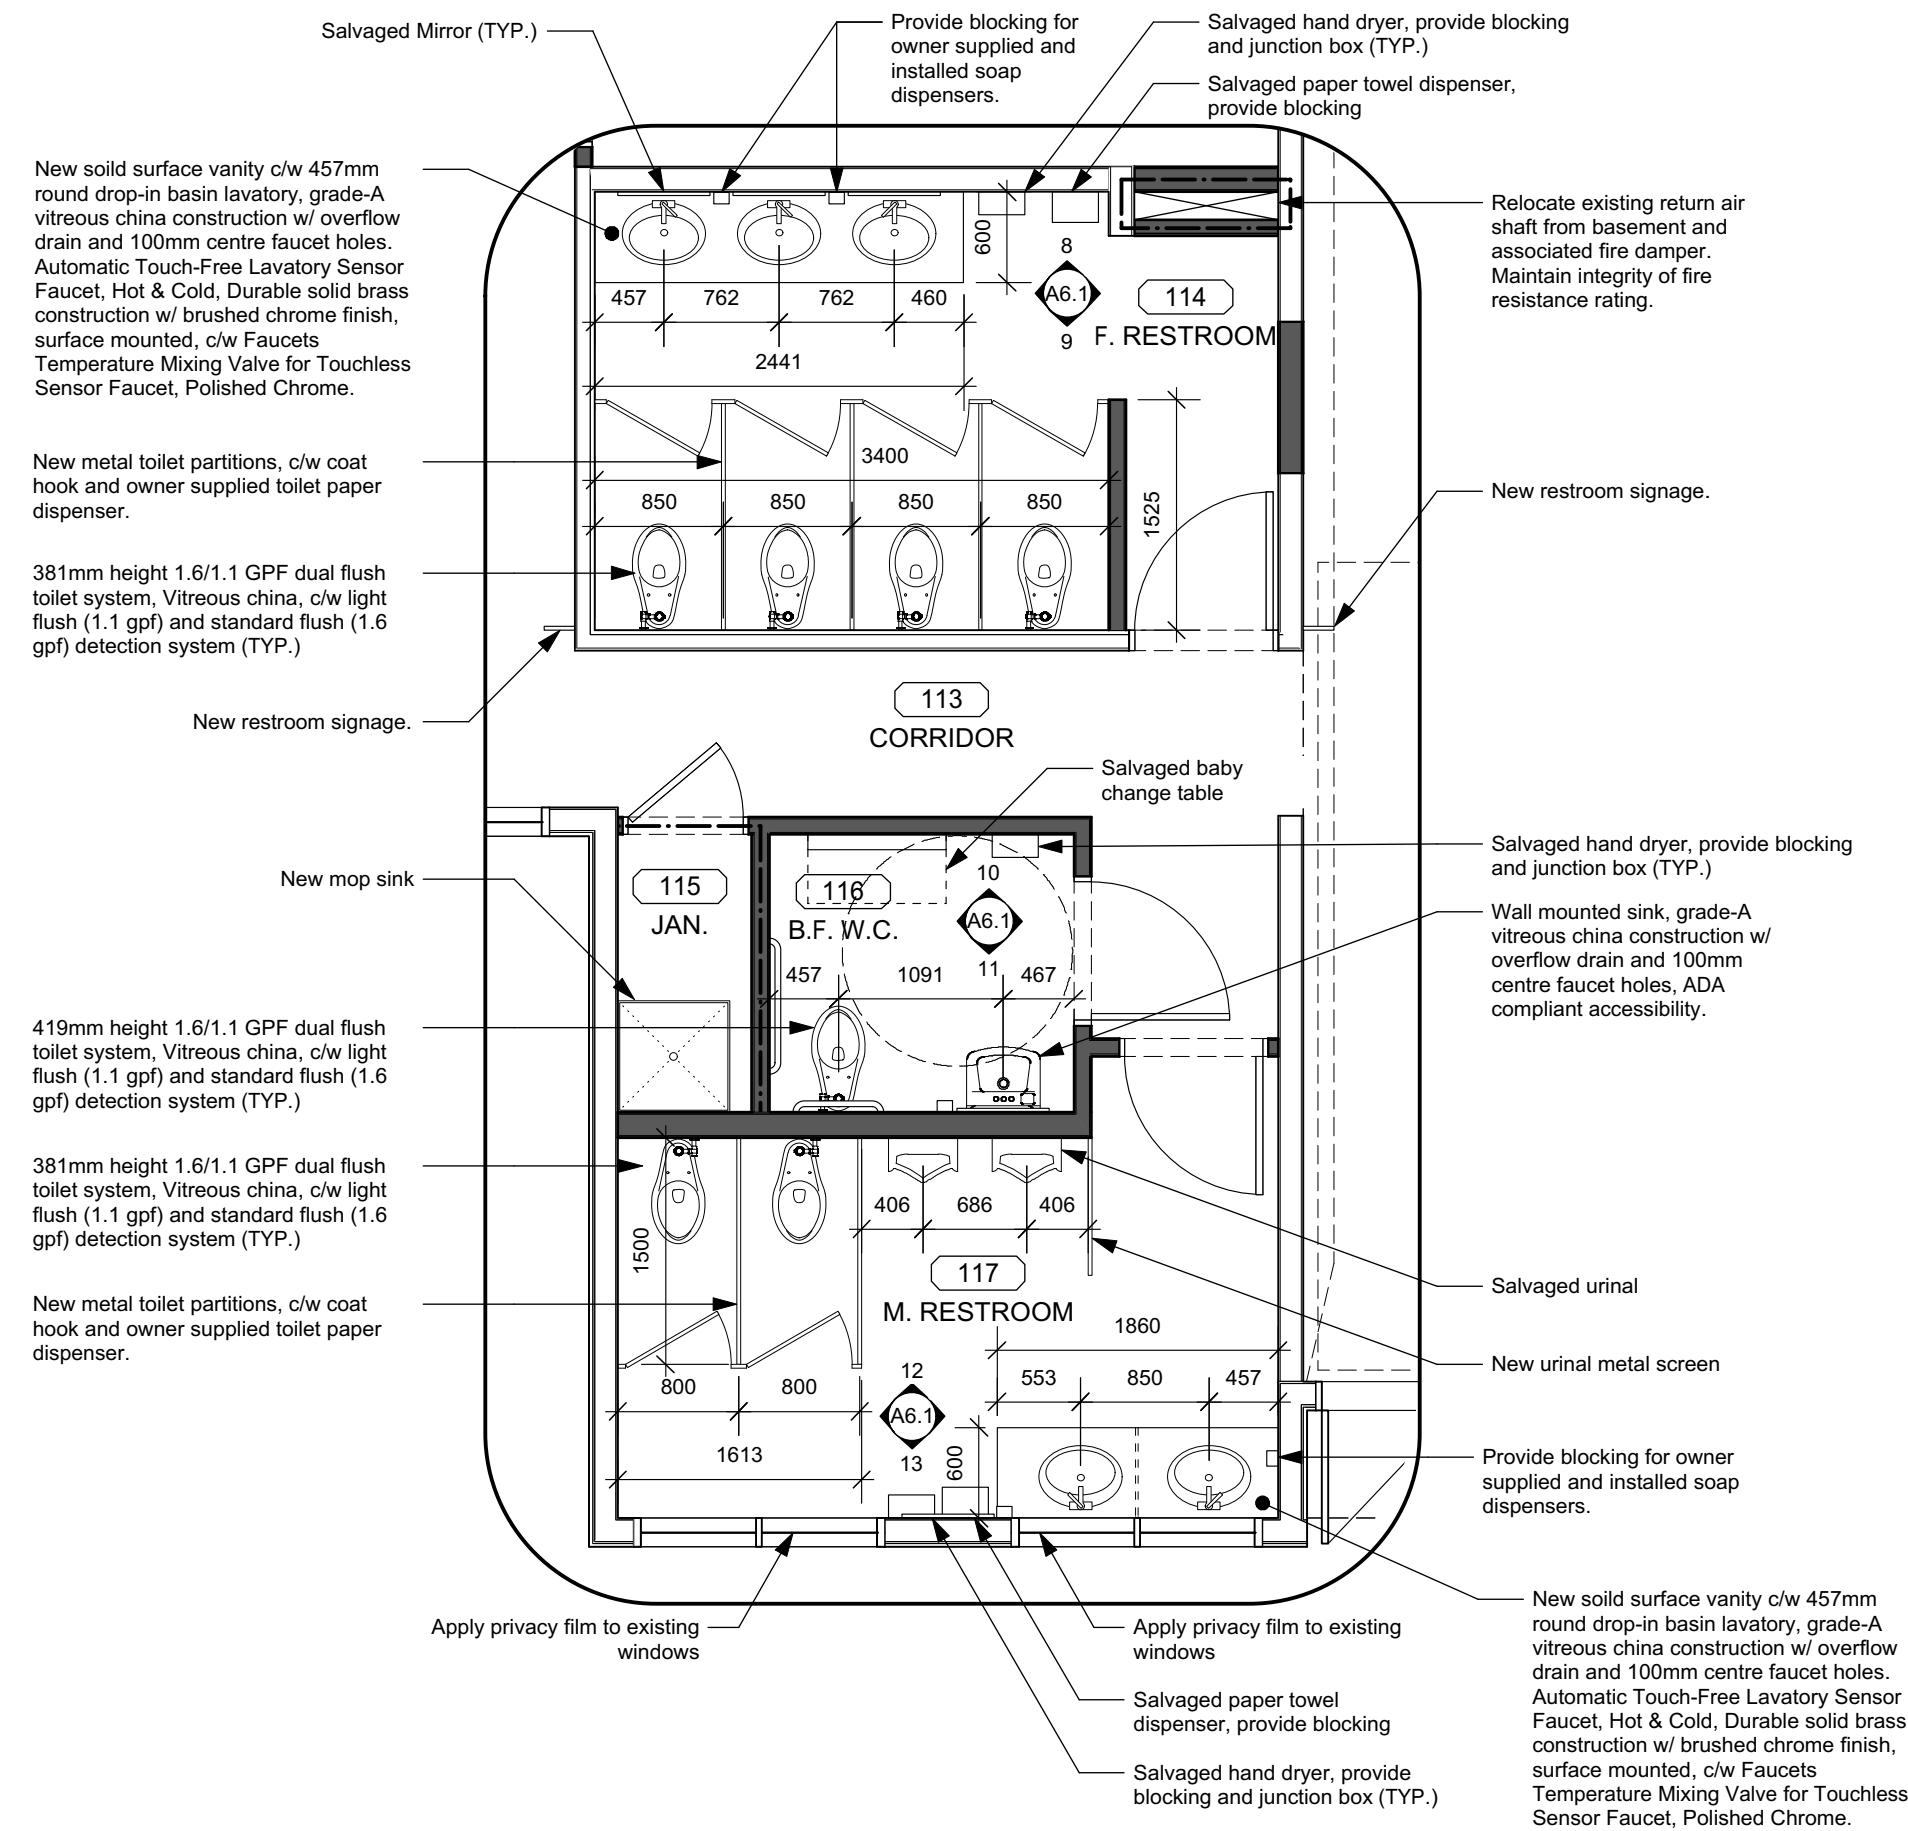 Salvaged Mirror (TYP.)
Provide blocking for
owner supplied and
installed soap
dispensers.
Salvaged hand dryer, provide blocking
and junction box (TYP.)
Salvaged paper towel dispenser,
provide blocking
New soild surface vanity c/w 457mm
round drop-in basin lavatory, grade-A
vitreous china construction w/ overflow
drain and 100mm centre faucet holes.
Automatic Touch-Free Lavatory Sensor
Faucet, Hot & Cold, Durable solid brass
construction w/ brushed chrome finish,
surface mounted, c/w Faucets
Temperature Mixing Valve for Touchless
Sensor Faucet, Polished Chrome.
Relocate existing return air
shaft from basement and
associated fire damper.
Maintain integrity of fire
resistance rating.
600
8
A6.1
9
114
F. RESTROOM
457
762
762
460
2441
New metal toilet partitions, c/w coat
hook and owner supplied toilet paper
dispenser.
3400
850
850
850
850
1525
New restroom signage.
381mm height 1.6/1.1 GPF dual flush
toilet system, Vitreous china, c/w light
flush (1.1 gpf) and standard flush (1.6
gpf) detection system (TYP.)
New restroom signage.
113
CORRIDOR
Salvaged baby
change table
Salvaged hand dryer, provide blocking
and junction box (TYP.)
New mop sink
115
JAN.
116
B.F. W.C.
10
A6.1
11
457
1091
467
Wall mounted sink, grade-A
vitreous china construction w/
overflow drain and 100mm
centre faucet holes, ADA
compliant accessibility.
419mm height 1.6/1.1 GPF dual flush
toilet system, Vitreous china, c/w light
flush (1.1 gpf) and standard flush (1.6
gpf) detection system (TYP.)
381mm height 1.6/1.1 GPF dual flush
toilet system, Vitreous china, c/w light
flush (1.1 gpf) and standard flush (1.6
gpf) detection system (TYP.)
406
686
406
1500
117
M. RESTROOM
Salvaged urinal
New metal toilet partitions, c/w coat
hook and owner supplied toilet paper
dispenser.
1860
New urinal metal screen
800
800
1613
12
A6.1
13
553
850
457
600
Provide blocking for owner
supplied and installed soap
dispensers.
Apply privacy film to existing
windows
Apply privacy film to existing
windows
Salvaged paper towel
dispenser, provide blocking
Salvaged hand dryer, provide
blocking and junction box (TYP.)
New soild surface vanity c/w 457mm
round drop-in basin lavatory, grade-A
vitreous china construction w/ overflow
drain and 100mm centre faucet holes.
Automatic Touch-Free Lavatory Sensor
Faucet, Hot & Cold, Durable solid brass
construction w/ brushed chrome finish,
surface mounted, c/w Faucets
Temperature Mixing Valve for Touchless
Sensor Faucet, Polished Chrome.